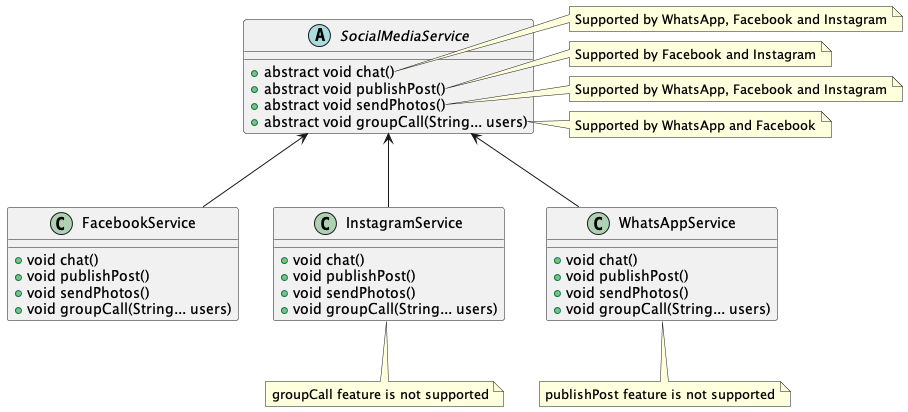 A SocialMediaService
abstract void chat()
abstract void publishPost()
abstract void sendPhotos()
abstract void groupCall(String... users)
Supported by WhatsApp, Facebook and Instagram
Supported by Facebook and Instagram
Supported by WhatsApp, Facebook and Instagram
Supported by WhatsApp and Facebook
C FacebookService
void chat()
void publishPost()
void sendPhotos()
void groupCall(String... users)
C InstagramService
void chat()
void publishPost()
void sendPhotos()
void groupCall(String... users)
C WhatsAppService
void chat()
void publishPost()
void sendPhotos()
void groupCall(String... users)
groupCall feature is not supported
publishPost feature is not supported